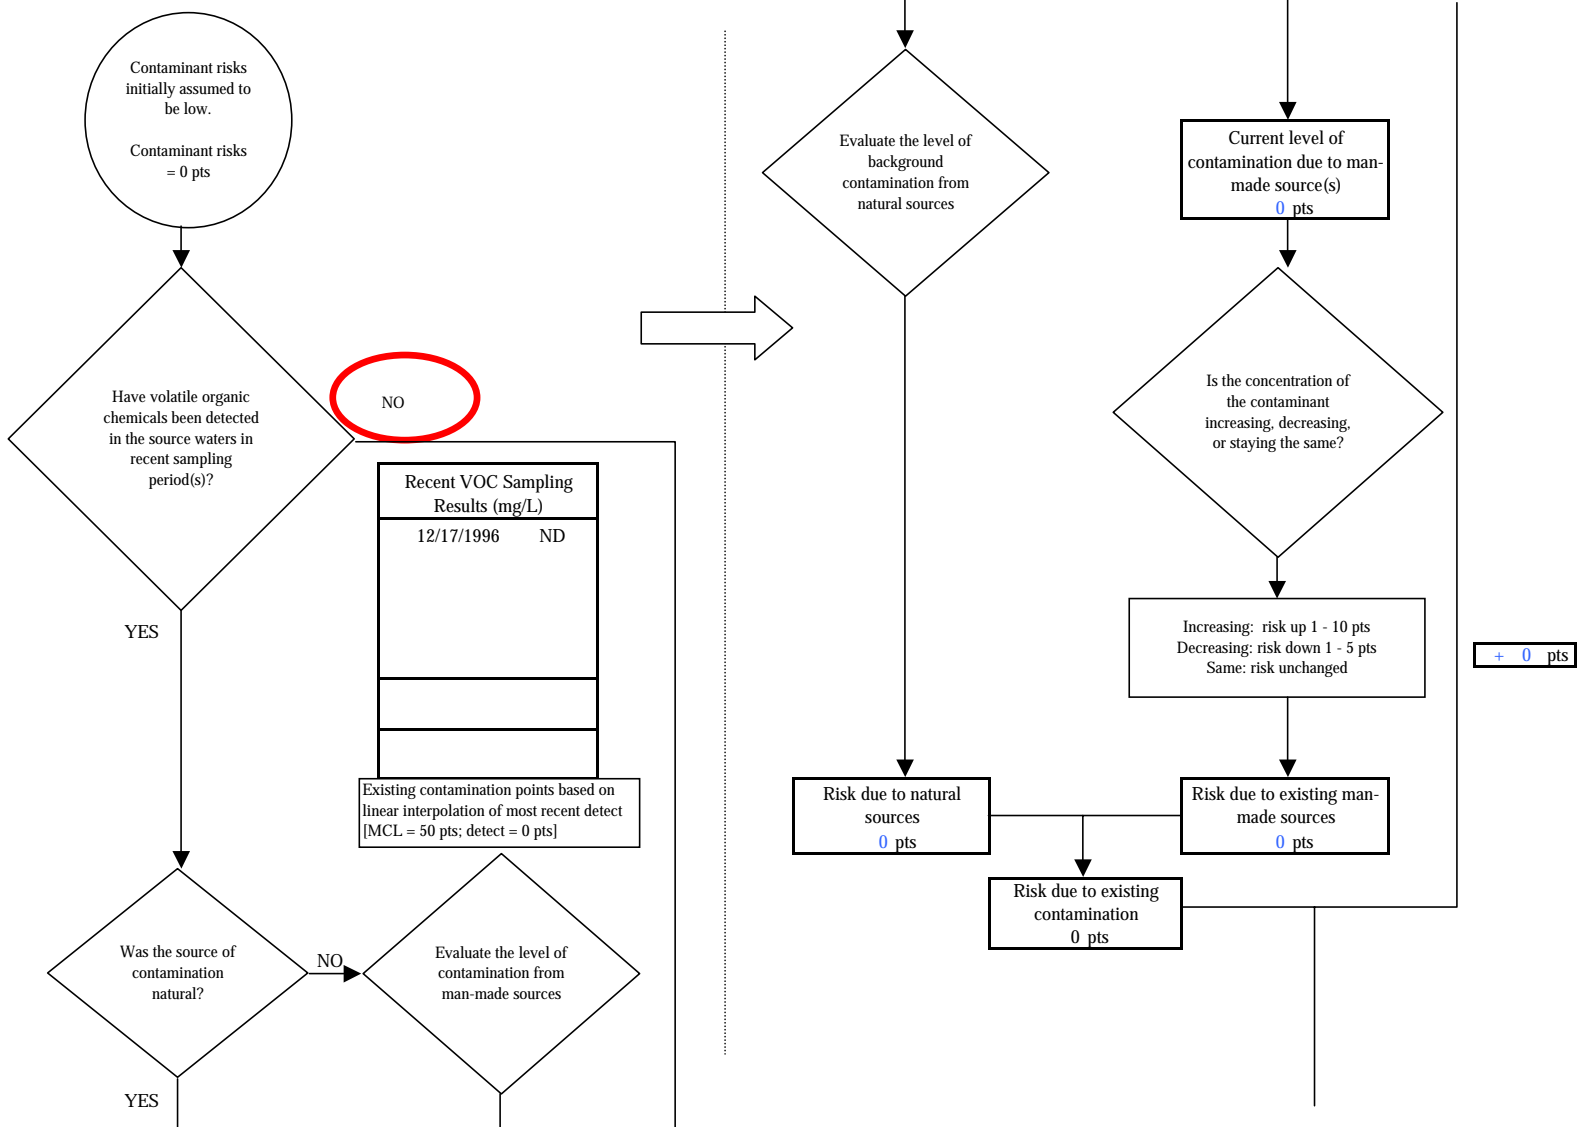 Contaminant risks
initially assumed to
be low.
Contaminant risks
= 0 pts
Have volatile organic
chemicals been detected
in the source waters in
recent sampling
period(s)?
NO
Recent VOC Sampling
Results (mg/L)
12/17/1996 ND
YES
Existing contamination points based on
linear interpolation of most recent detect
[MCL = 50 pts; detect = 0 pts]
Was the source of
contamination
natural?
NO
Evaluate the level of
contamination from
man-made sources
YES
Evaluate the level of
background
contamination from
natural sources
Current level of
contamination due to man-
made source(s)
0 pts
Is the concentration of
the contaminant
increasing, decreasing,
or staying the same?
Increasing: risk up 1 - 10 pts
Decreasing: risk down 1 - 5 pts
Same: risk unchanged
+ 0 pts
Risk due to natural
sources
0 pts
Risk due to existing man-
made sources
0 pts
Risk due to existing
contamination
0 pts